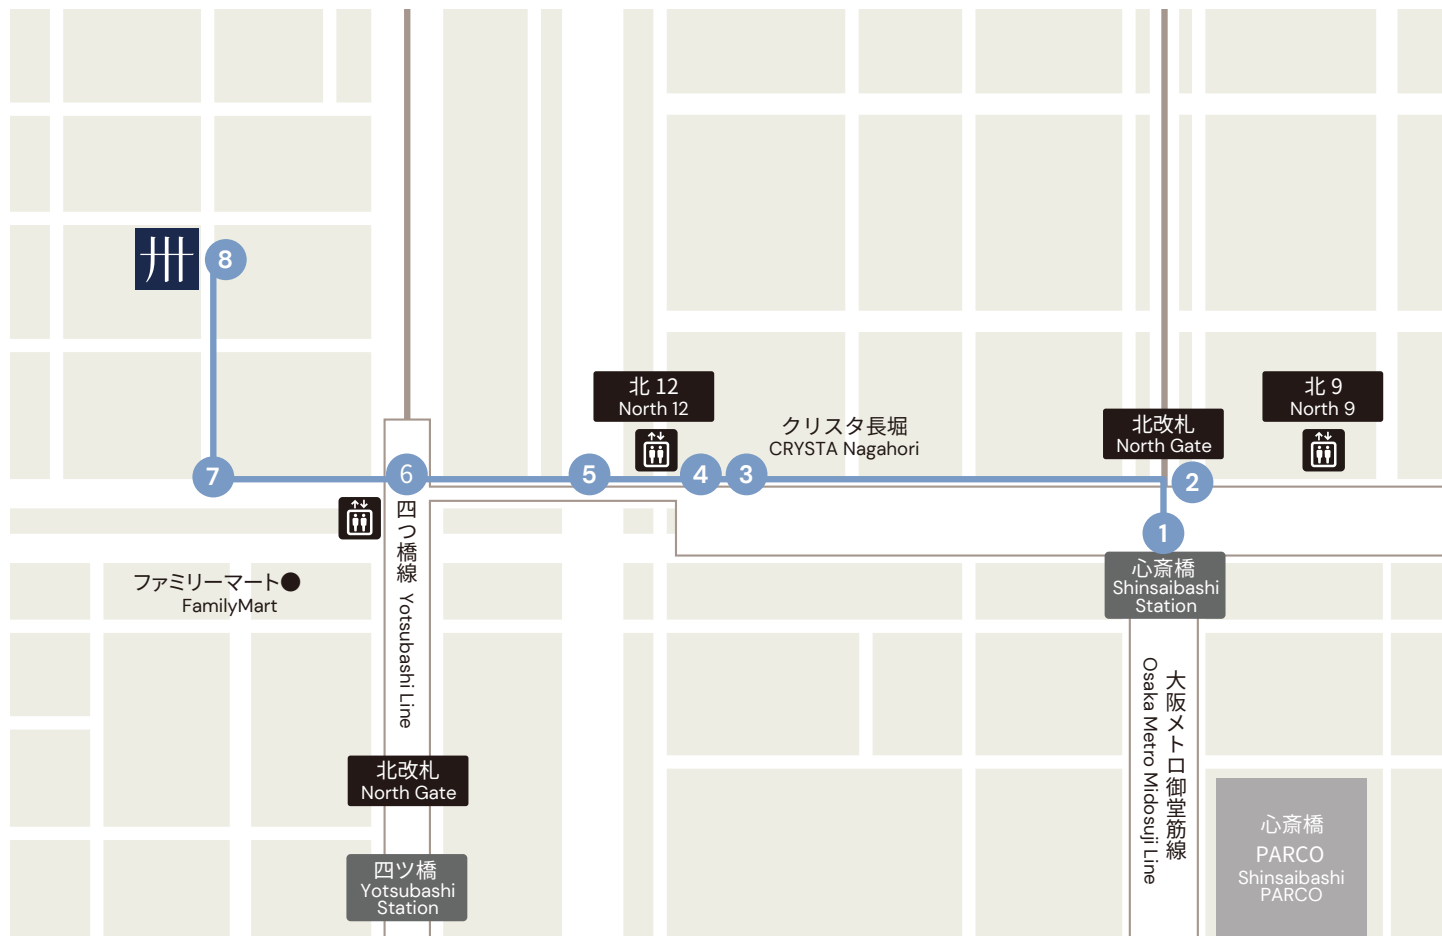 8
北 12
North 12
北 9
North 9
クリスタ長堀
CRYSTA Nagahori
北改札
North Gate
7
6
5
4
3
2
1
四つ橋線 Yotsubashi Line
心斎橋
Shinsaibashi
Station
ファミリーマート
FamilyMart
大阪メトロ御堂筋線
Osaka Metro Midosuji Line
北改札
North Gate
心斎橋
PARCO
Shinsaibashi
PARCO
四ツ橋
Yotsubashi
Station